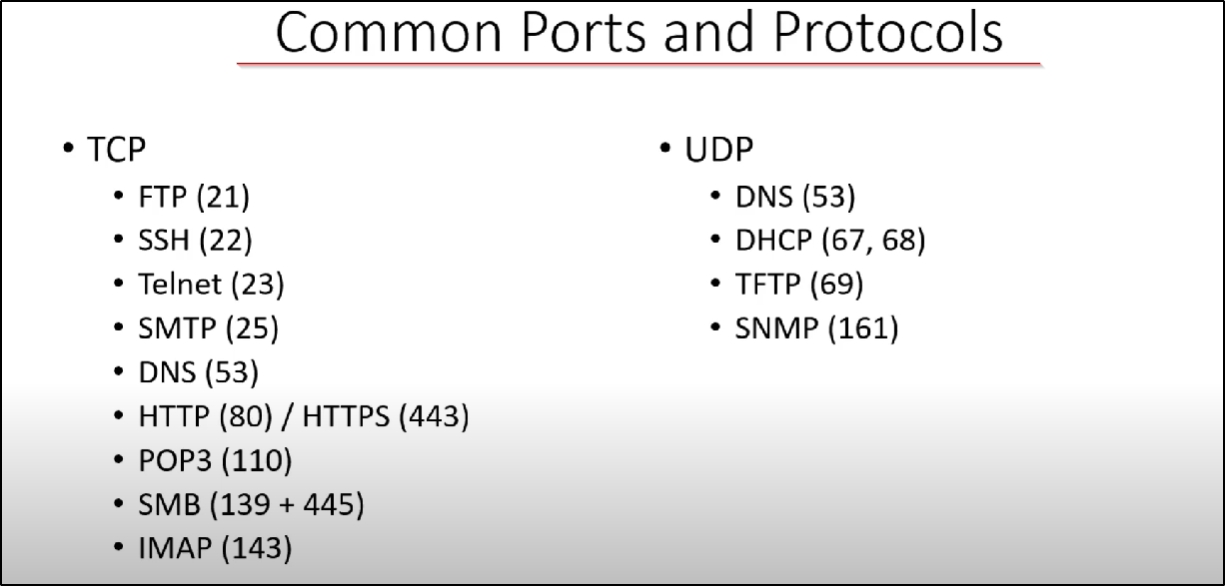 Common Ports and Protocols
• TCP
• FTP (21)
• SSH (22)
• Telnet (23)
• SMTP (25)
• DNS (53)
• HTTP (80) / HTTPS (443)
• POP3 (110)
• SMB (139 + 445)
• IMAP (143)
• UDP
• DNS (53)
• DHCP (67, 68)
• TFTP (69)
• SNMP (161)